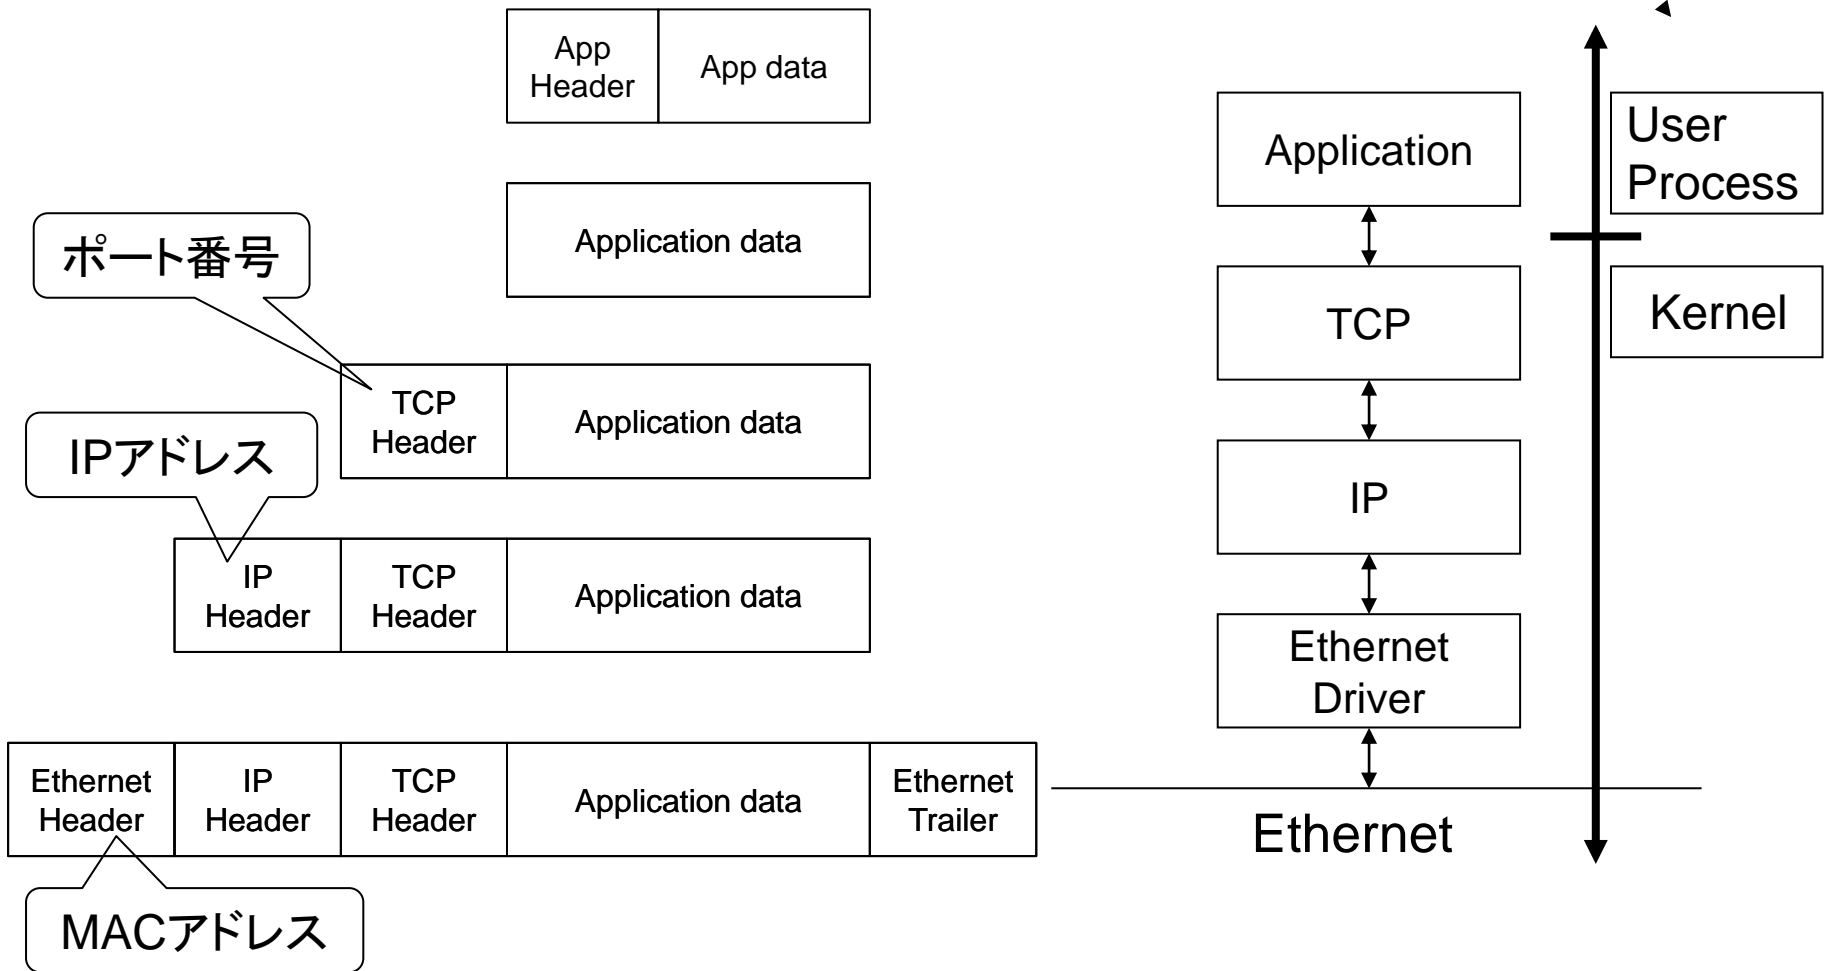 App
Header
App data
Application data
ポート番号
TCP
Header
Application data
IPアドレス
IP
Header
TCP
Header
Application data
Ethernet
Header
IP
Header
TCP
Header
Application data
Ethernet
Trailer
MACアドレス
Application
TCP
IP
Ethernet
Driver
Ethernet
User
Process
Kernel